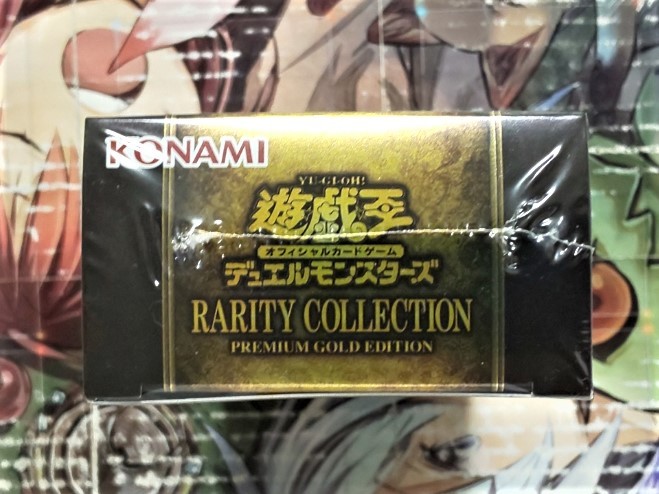 KONAMI
YU-GI-OH!
遊戯王
オフィシャルカードゲーム
デュエルモンスターズ
RARITY COLLECTION
PREMIUM GOLD EDITION